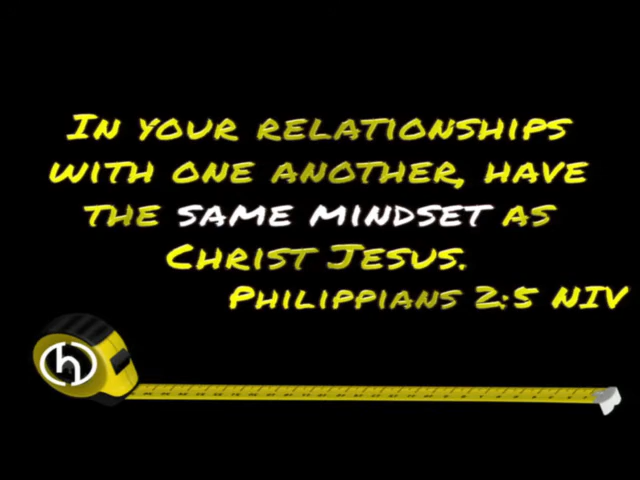 In your relationships
with one another, have
the same mindset as
Christ Jesus.
Philippians 2:5 NIV
h